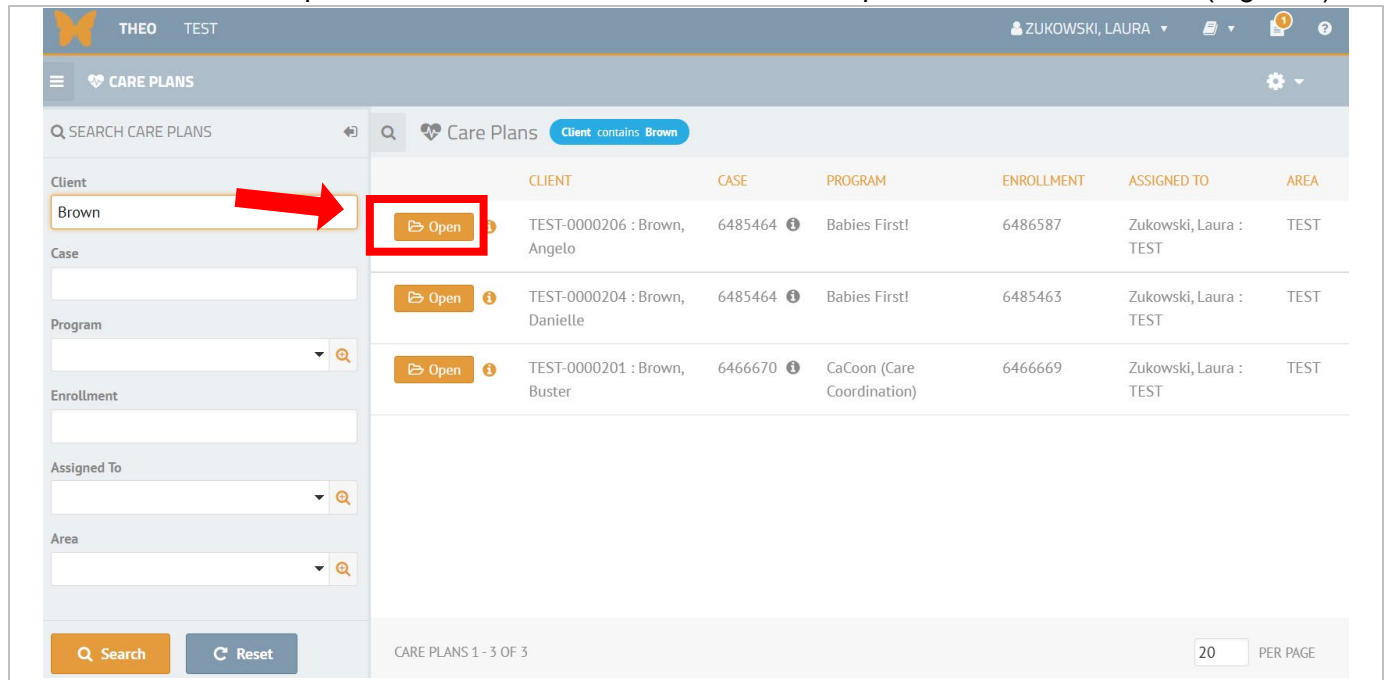 THEO TEST ZUKOWSKI, LAURA 1
CARE PLANS
SEARCH CARE PLANS
Care Plans Client contains Brown
Client
Brown
Case
Program
Enrollment
Assigned To
Area
Search Reset
CLIENT CASE PROGRAM ENROLLMENT ASSIGNED TO AREA
Open TEST-0000206 : Brown, 6485464 Babies First! 6486587 Zukowski, Laura : TEST
Angelo TEST
Open TEST-0000204 : Brown, 6485464 Babies First! 6485463 Zukowski, Laura : TEST
Danielle TEST
Open TEST-0000201 : Brown, 6466670 CaCoon (Care 6466669 Zukowski, Laura : TEST
Buster Coordination) TEST
CARE PLANS 1 - 3 OF 3 20 PER PAGE